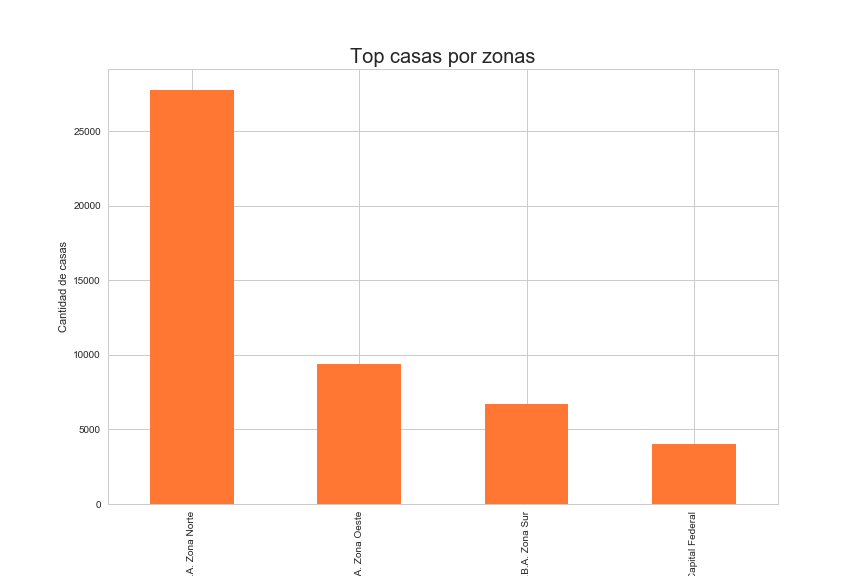 Top casas por zonas
Cantidad de casas
25000
20000
15000
10000
5000
0
.A. Zona Norte
A. Zona Oeste
B.A. Zona Sur
Capital Federal